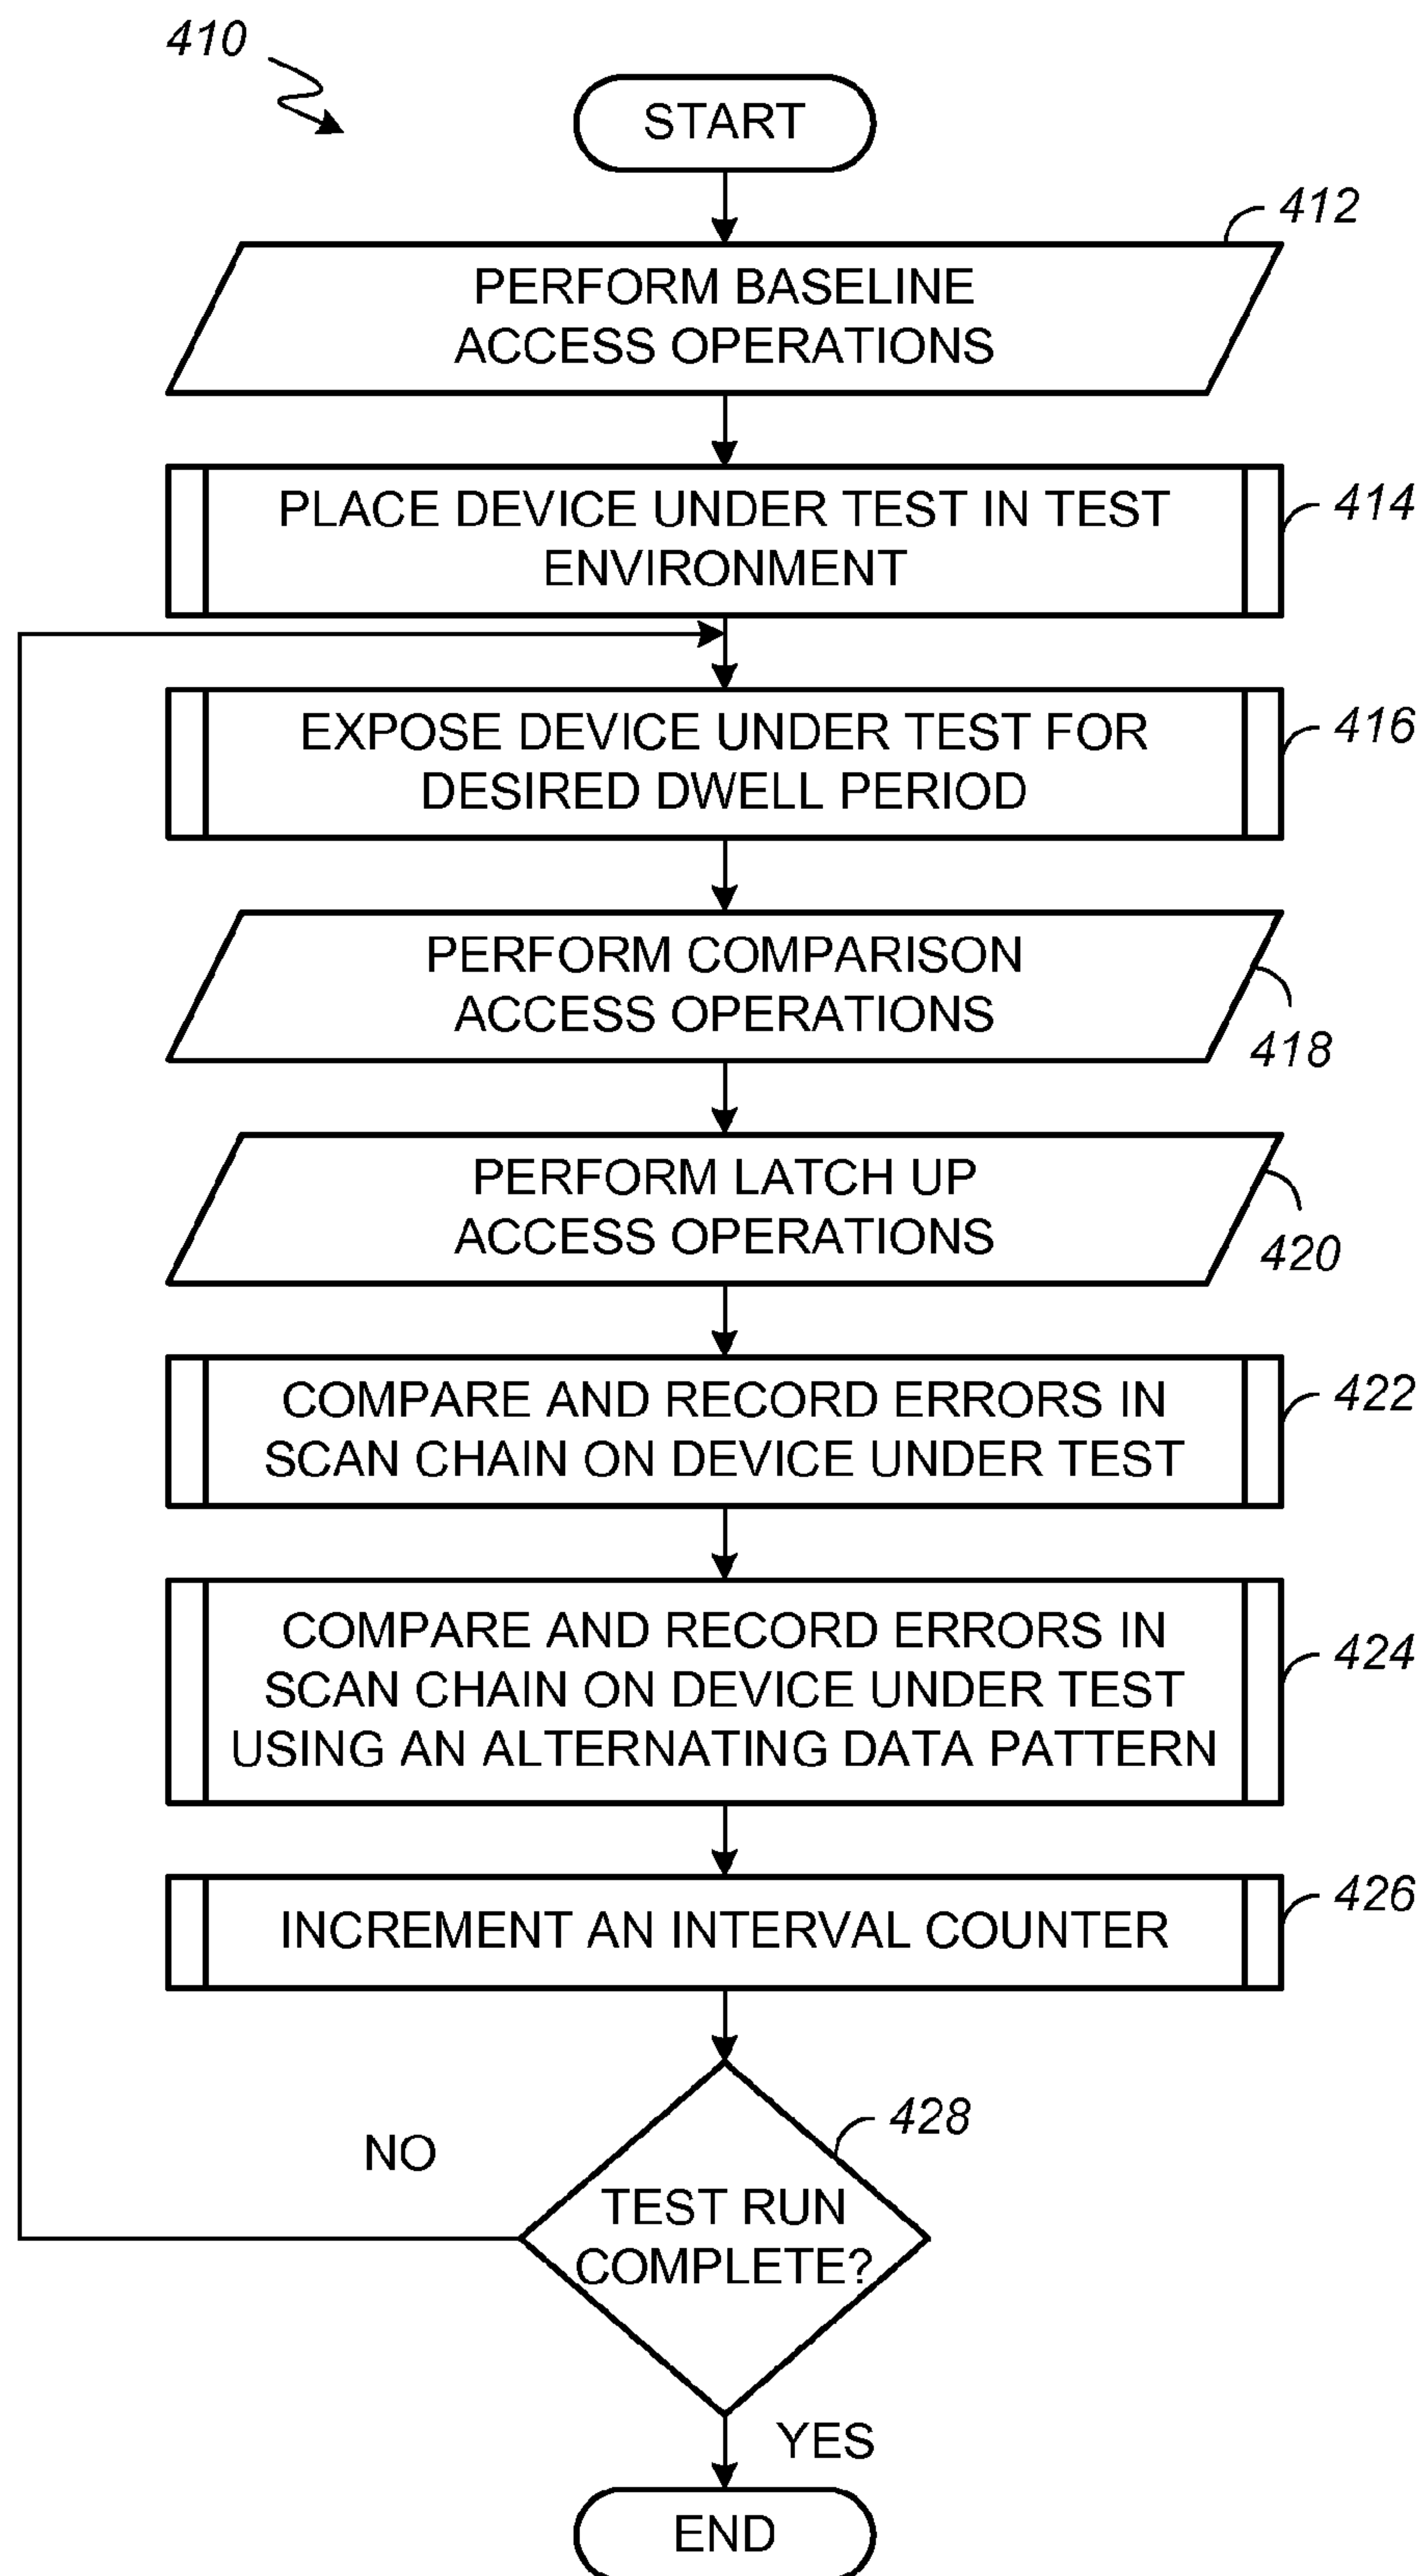 410
START
412
PERFORM BASELINE
ACCESS OPERATIONS
PLACE DEVICE UNDER TEST IN TEST
ENVIRONMENT
414
EXPOSE DEVICE UNDER TEST FOR
DESIRED DWELL PERIOD
416
PERFORM COMPARISON
ACCESS OPERATIONS
418
PERFORM LATCH UP
ACCESS OPERATIONS
420
COMPARE AND RECORD ERRORS IN
SCAN CHAIN ON DEVICE UNDER TEST
422
COMPARE AND RECORD ERRORS IN
SCAN CHAIN ON DEVICE UNDER TEST
USING AN ALTERNATING DATA PATTERN
424
INCREMENT AN INTERVAL COUNTER
426
428
NO
TEST RUN
COMPLETE?
YES
END